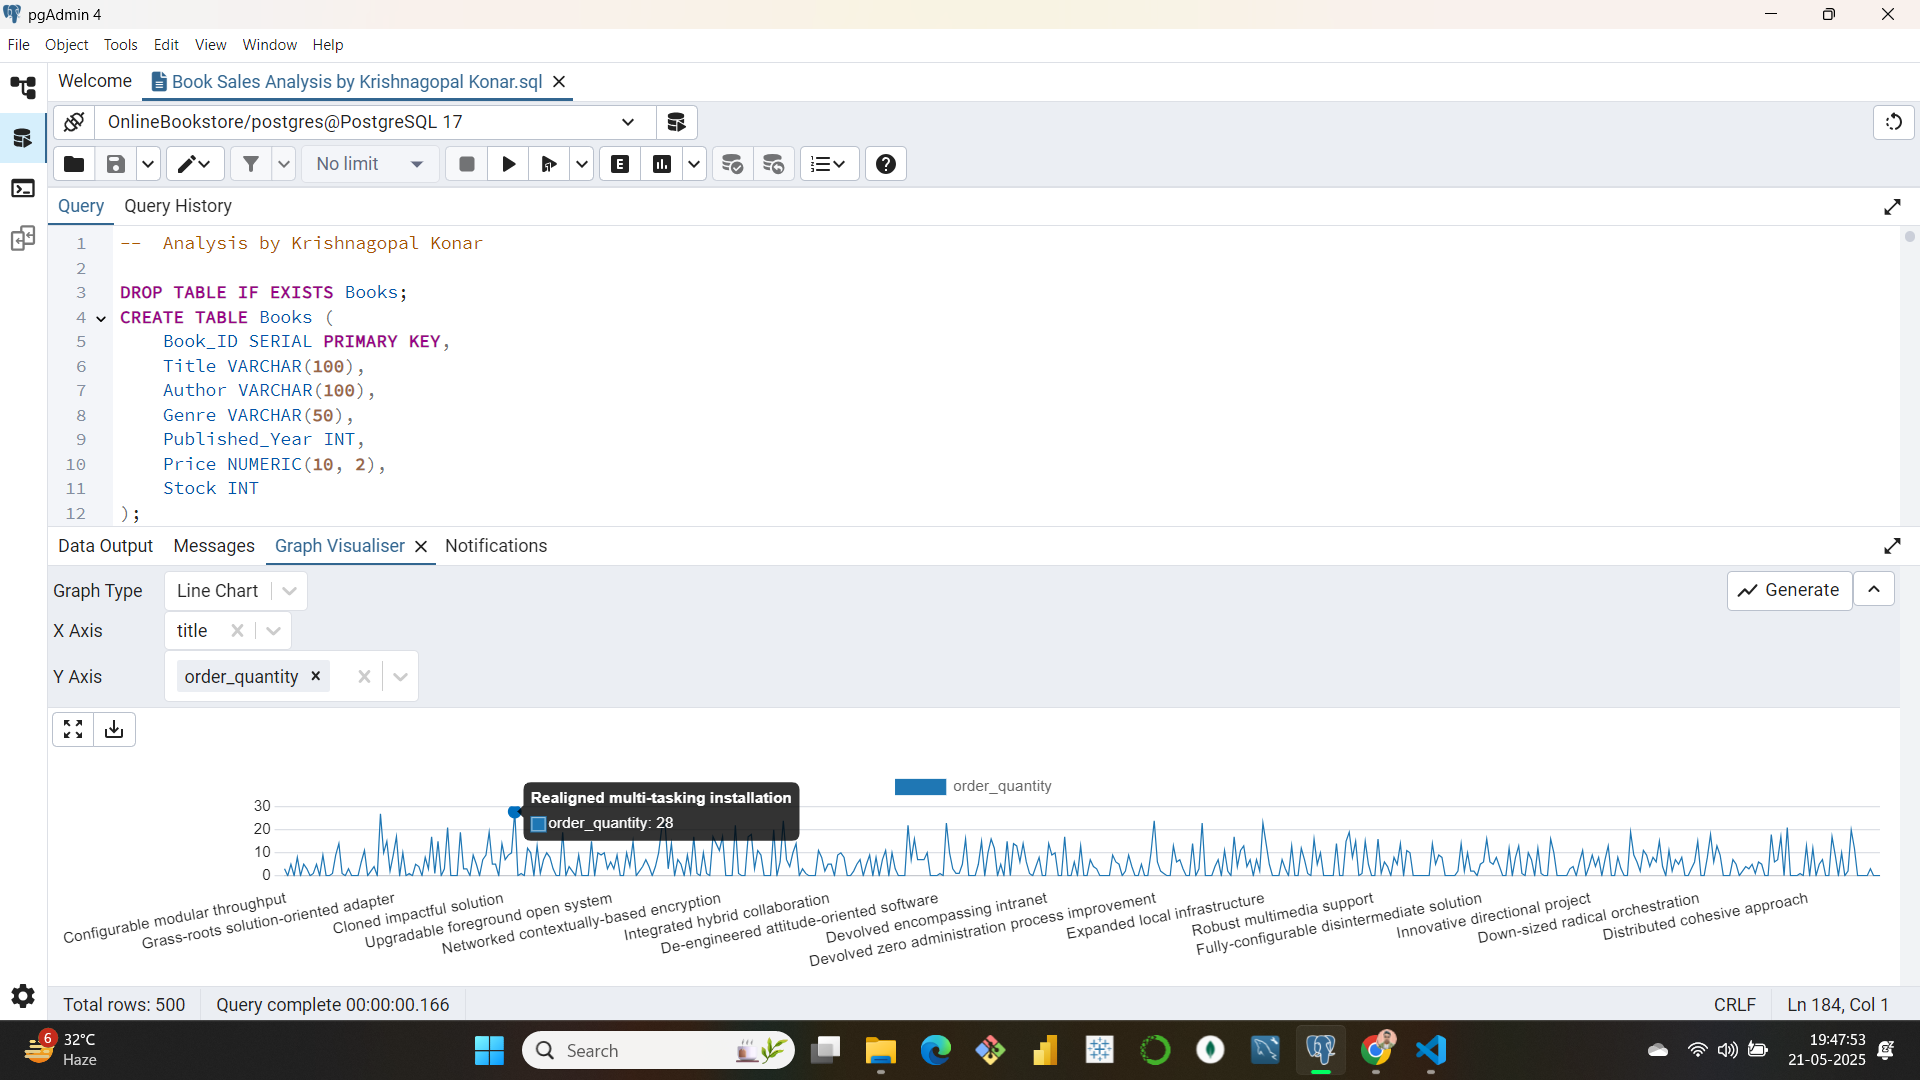 pgAdmin 4
File Object Tools Edit View Window Help
Welcome Book Sales Analysis by Krishnagopal Konar.sql
OnlineBookstore/postgres@PostgreSQL 17
No limit E
Query Query History
1 -- Analysis by Krishnagopal Konar
2
3 DROP TABLE IF EXISTS Books;
4 CREATE TABLE Books (
5 Book_ID SERIAL PRIMARY KEY,
6 Title VARCHAR(100),
7 Author VARCHAR(100),
8 Genre VARCHAR(50),
9 Published_Year INT,
10 Price NUMERIC(10, 2),
11 Stock INT
12 );
Data Output Messages Graph Visualiser Notifications
Graph Type Line Chart Generate
X Axis title
Y Axis order_quantity
order_quantity
Realigned multi-tasking installation
order_quantity: 28
30
20
10
0
Configurable modular throughput
Grass-roots solution-oriented adapter
Cloned impactful solution
Upgradable foreground open system
Networked contextually-based encryption
Integrated hybrid collaboration
De-engineered attitude-oriented software
Devolved encompassing intranet
Devolved zero administration process improvement
Expanded local infrastructure
Robust multimedia support
Fully-configurable disintermediate solution
Innovative directional project
Down-sized radical orchestration
Distributed cohesive approach
Total rows: 500 Query complete 00:00:00.166 CRLF Ln 184, Col 1
6 32°C
Haze
Search
19:47:53
21-05-2025